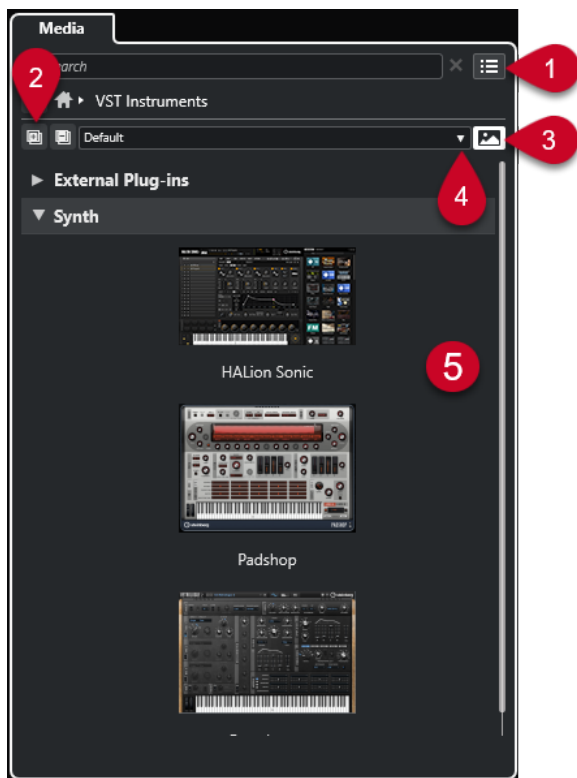 Media
1
2
earch
VST Instruments
Default
3
4
External Plug-ins
Synth
5
HALion Sonic
Padshop